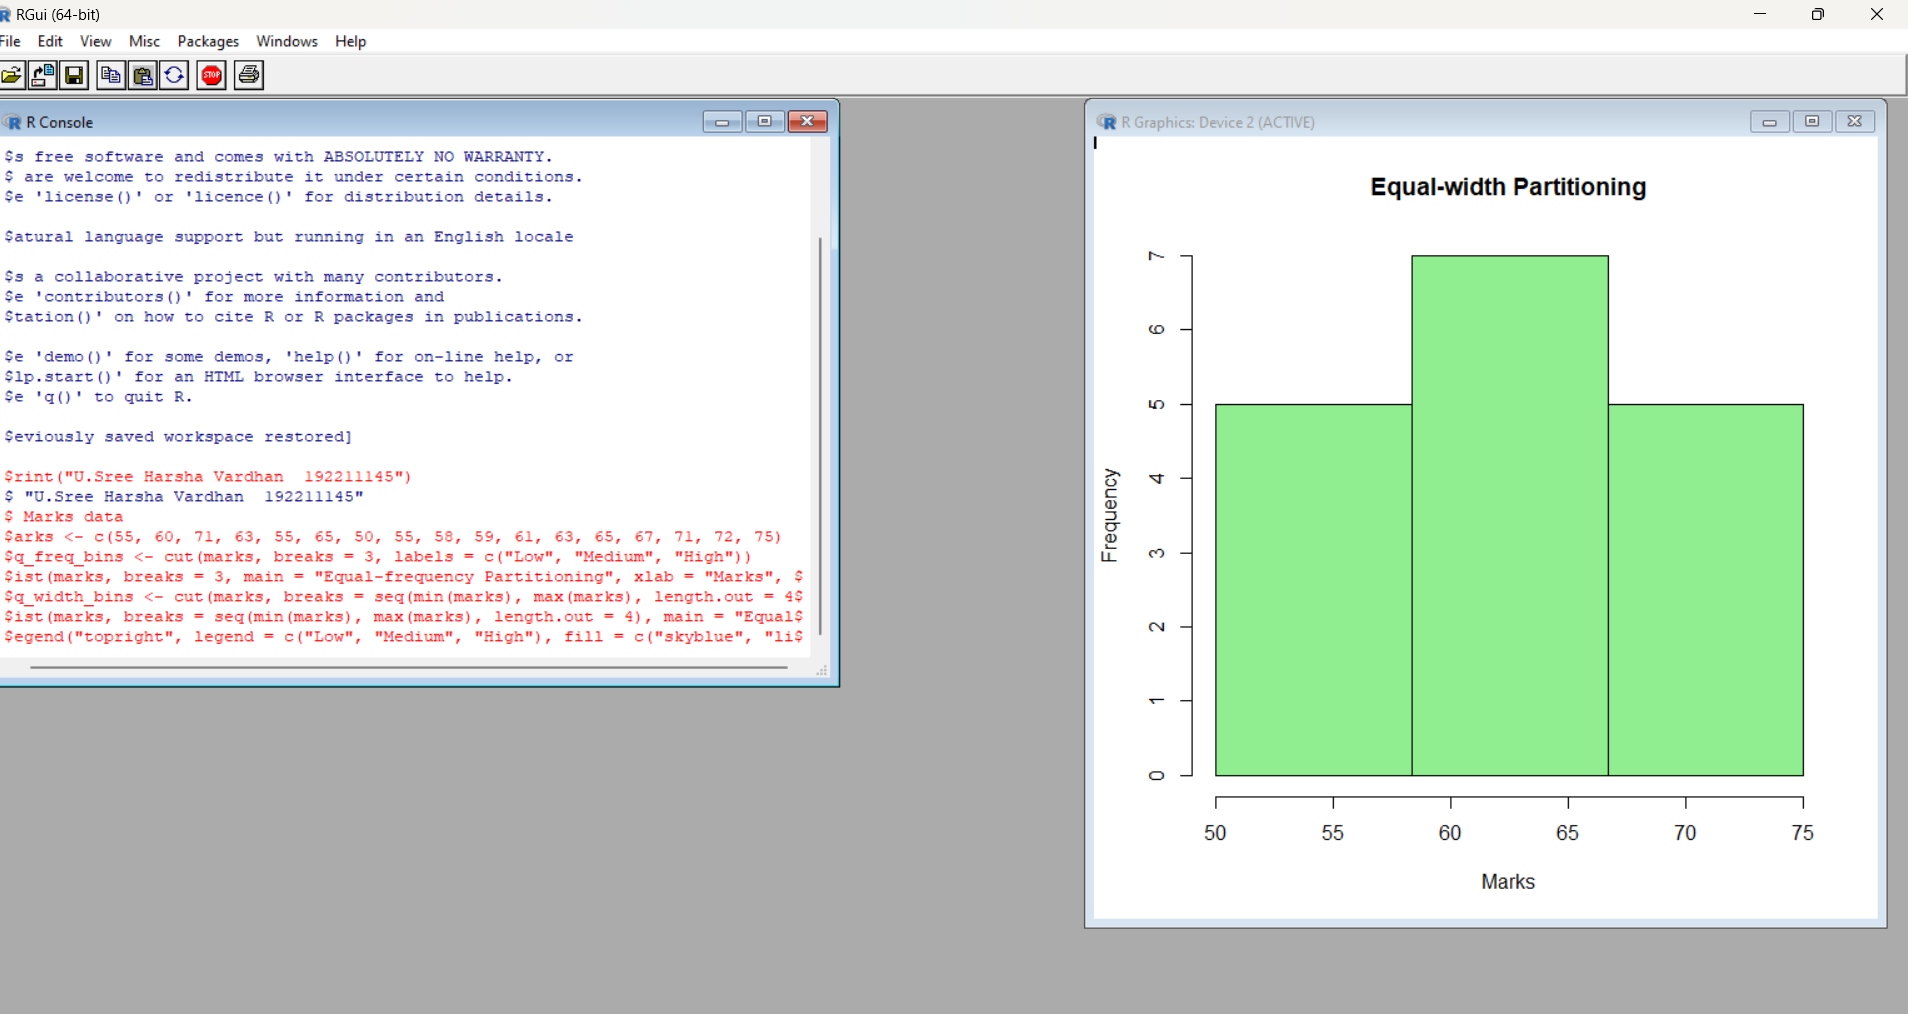 RGui (64-bit)
File Edit View Misc Packages Windows Help
STOP
R Console
$s free software and comes with ABSOLUTELY NO WARRANTY.
$ are welcome to redistribute it under certain conditions.
$e 'license()' or 'licence()' for distribution details.
$atural language support but running in an English locale
$s a collaborative project with many contributors.
$e 'contributors()' for more information and
$tation()' on how to cite R or R packages in publications.
$e 'demo()' for some demos, 'help()' for on-line help, or
$lp.start()' for an HTML browser interface to help.
$e 'q()' to quit R.
$eviously saved workspace restored]
$rint("U.Sree Harsha Vardhan  192211145")
$ "U.Sree Harsha Vardhan  192211145"
$ Marks data
$arks <- c(55, 60, 71, 63, 55, 65, 50, 55, 58, 59, 61, 63, 65, 67, 71, 72, 75)
$q_freq_bins <- cut(marks, breaks = 3, labels = c("Low", "Medium", "High"))
$ist(marks, breaks = 3, main = "Equal-frequency Partitioning", xlab = "Marks", $
$q_width_bins <- cut(marks, breaks = seq(min(marks), max(marks), length.out = 4$
$ist(marks, breaks = seq(min(marks), max(marks), length.out = 4), main = "Equal$
$egend("topright", legend = c("Low", "Medium", "High"), fill = c("skyblue", "li$
R Graphics: Device 2 (ACTIVE)
Equal-width Partitioning
7
6
5
4
3
2
1
0
Frequency
50 55 60 65 70 75
Marks